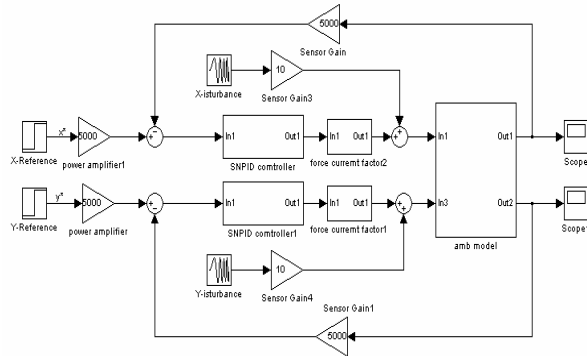 5000
Sensor Gain
X-isturbance
10
Sensor Gain3
X-Reference
x*
5000
power amplifier1
In1
Out1
SNPID comtroller
In1
Out1
force curremt factor2
In1
Out1
Scope
Y-Reference
y*
5000
power amplifier
In1
Out1
SNPID comtroller1
In1
Out1
force curremt factor1
In3
Out2
amb model
Scope1
Y-isturbance
10
Sensor Gain4
Sensor Gain1
5000